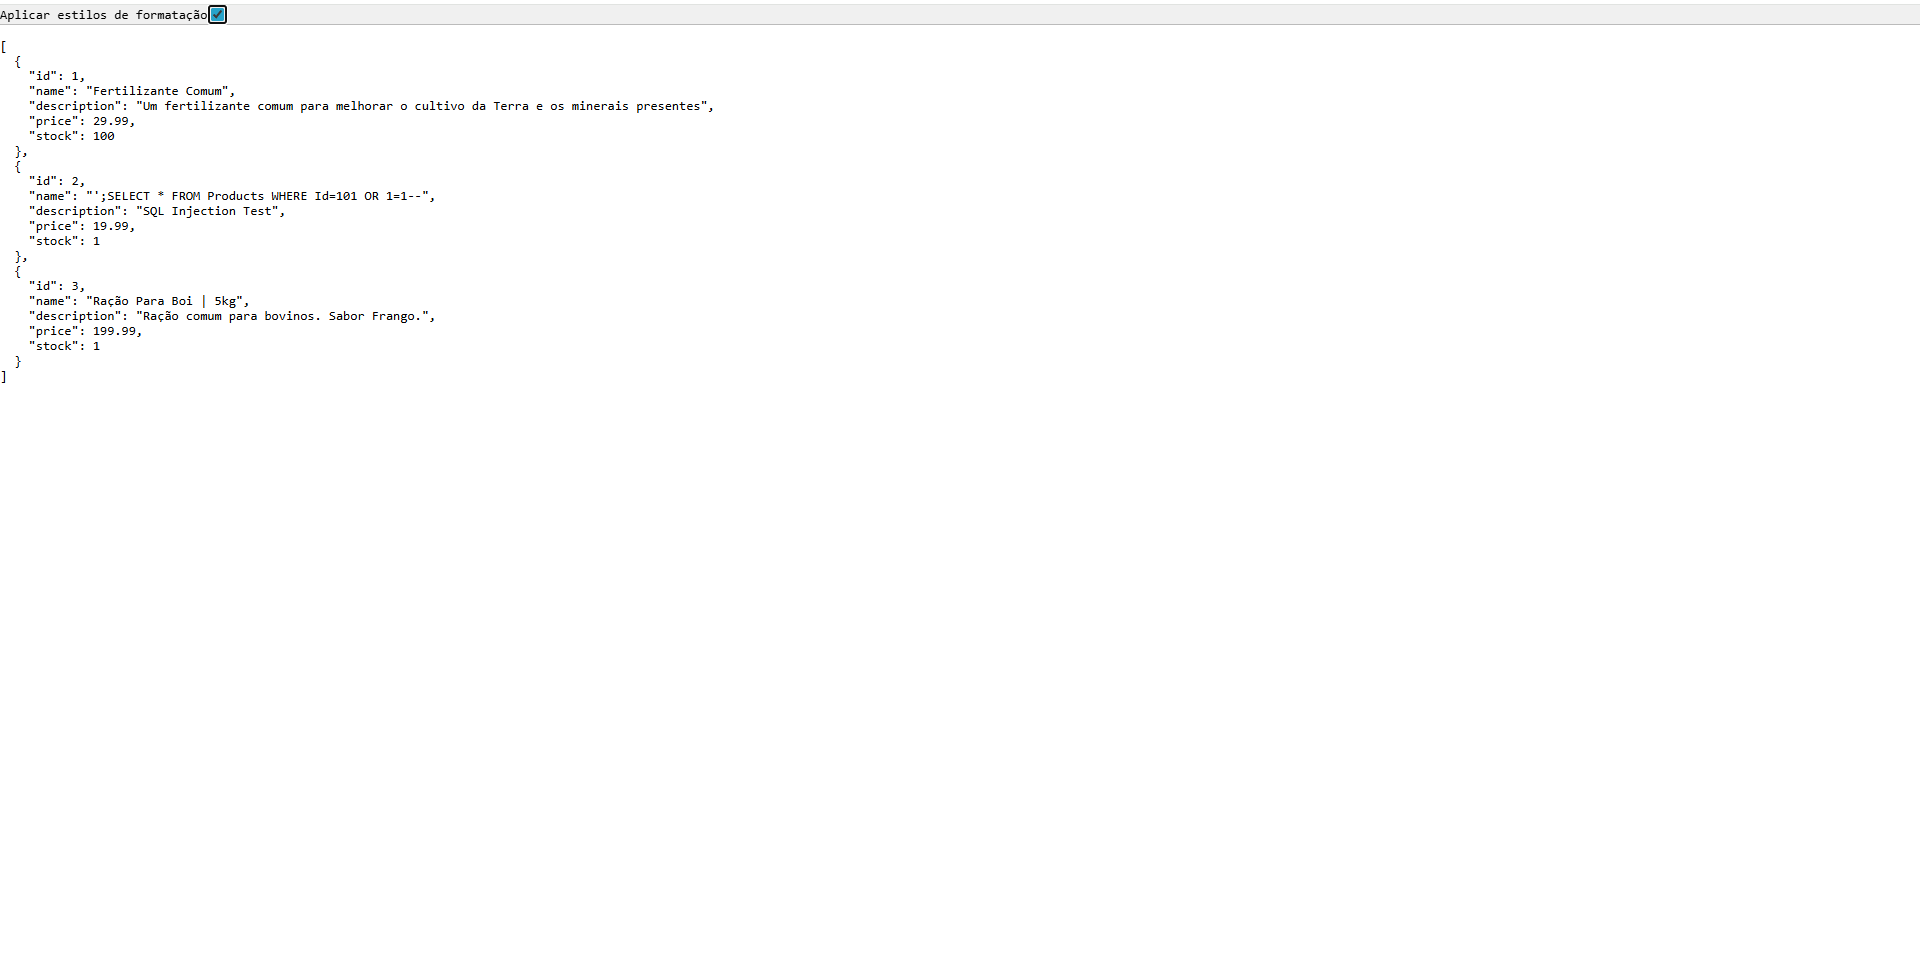 Aplicar estilos de formatação
[
  {
    "id": 1,
    "name": "Fertilizante Comum",
    "description": "Um fertilizante comum para melhorar o cultivo da Terra e os minerais presentes",
    "price": 29.99,
    "stock": 100
  },
  {
    "id": 2,
    "name": "';SELECT * FROM Products WHERE Id=101 OR 1=1--",
    "description": "SQL Injection Test",
    "price": 19.99,
    "stock": 1
  },
  {
    "id": 3,
    "name": "Ração Para Boi | 5kg",
    "description": "Ração comum para bovinos. Sabor Frango.",
    "price": 199.99,
    "stock": 1
  }
]